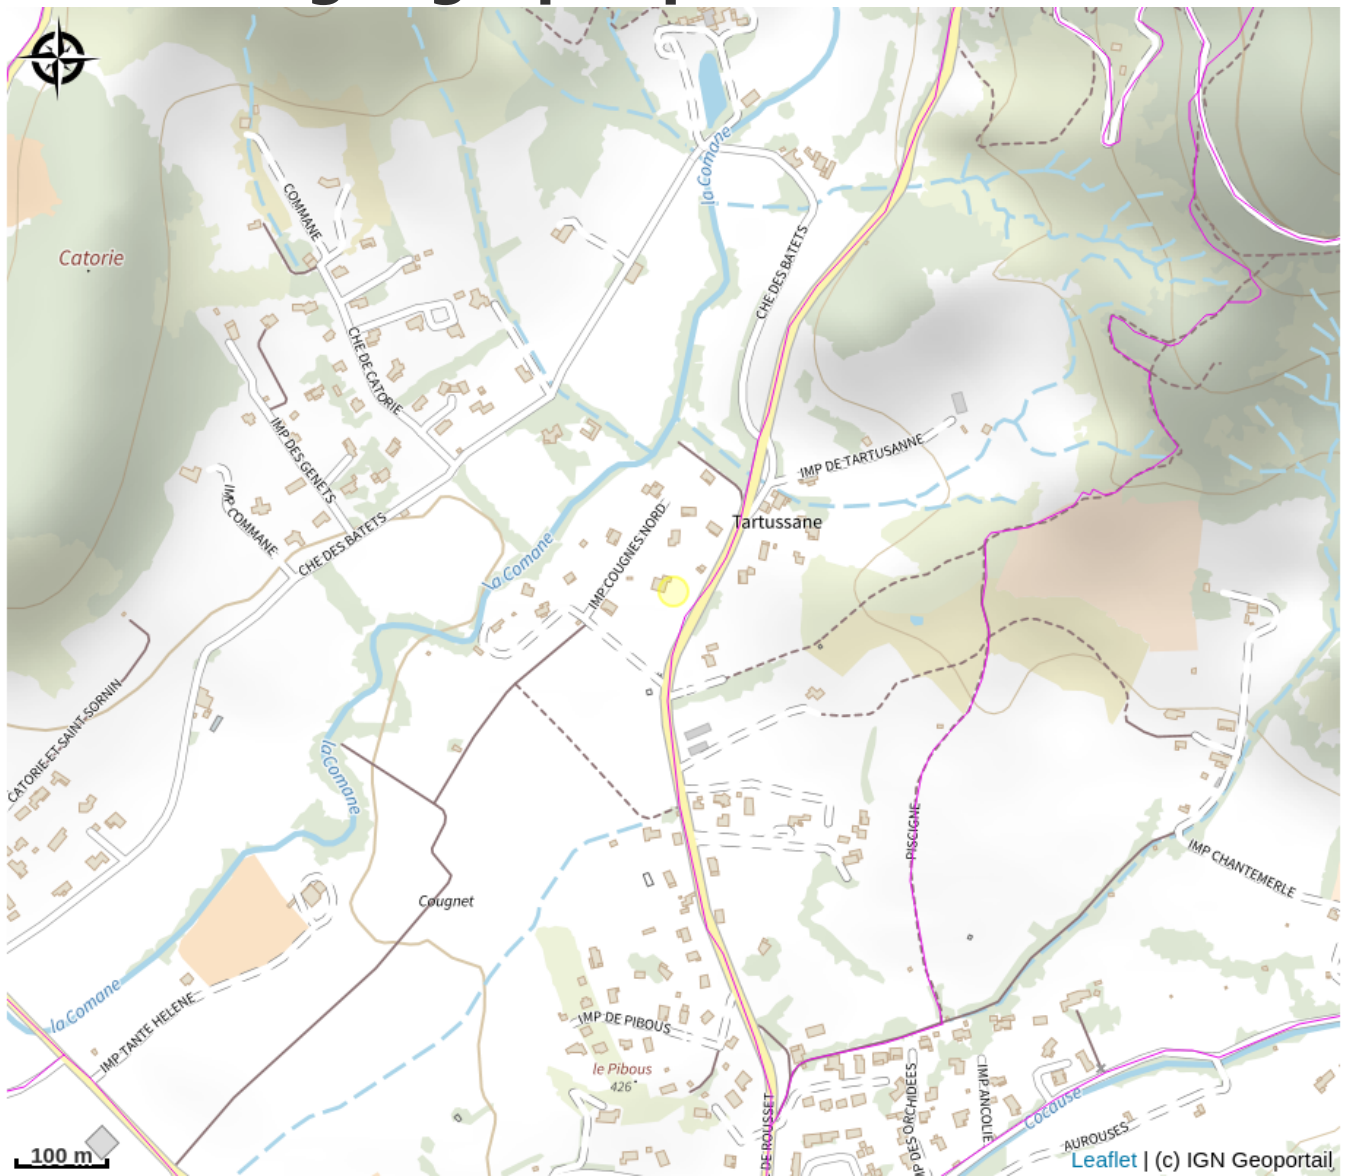 la Comane
COMMANE
Catorie
CHE DES BATETS
CHE DE CATORIE
IMP DES GENETS
IMP DE TARTUSANNE
IMP COMMANE
CHE DES BATETS
IMP COUGNES NORD
Tartussane
la Comane
CATORIE-ET-SAINT-SORNIN
la Comane
PISCIGNE
IMP CHANTEMERLE
Cougnet
la Comane
IMP TANTE HELENE
IMP DE PIBOUS
le Pibous
426
IMP ANCOLIE
P DES ORCHIDEES
Cocause
DE ROUSSET
AUROUSES
100 m
Leaflet | (c) IGN Geoportail